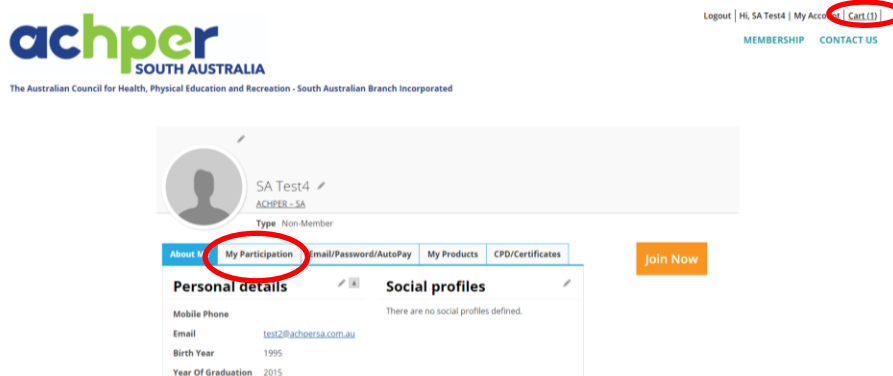 Logout | Hi, SA Test4 | My Account | Cart (1) |
achper
SOUTH AUSTRALIA
MEMBERSHIP CONTACT US
The Australian Council for Health, Physical Education and Recreation - South Australian Branch Incorporated
SA Test4
ACHPER – SA
Type Non-Member
About Me My Participation Email/Password/AutoPay My Products CPD/Certificates
Join Now
Personal details
Social profiles
There are no social profiles defined.
Mobile Phone
Email test2@achpersa.com.au
Birth Year 1995
Year Of Graduation 2015